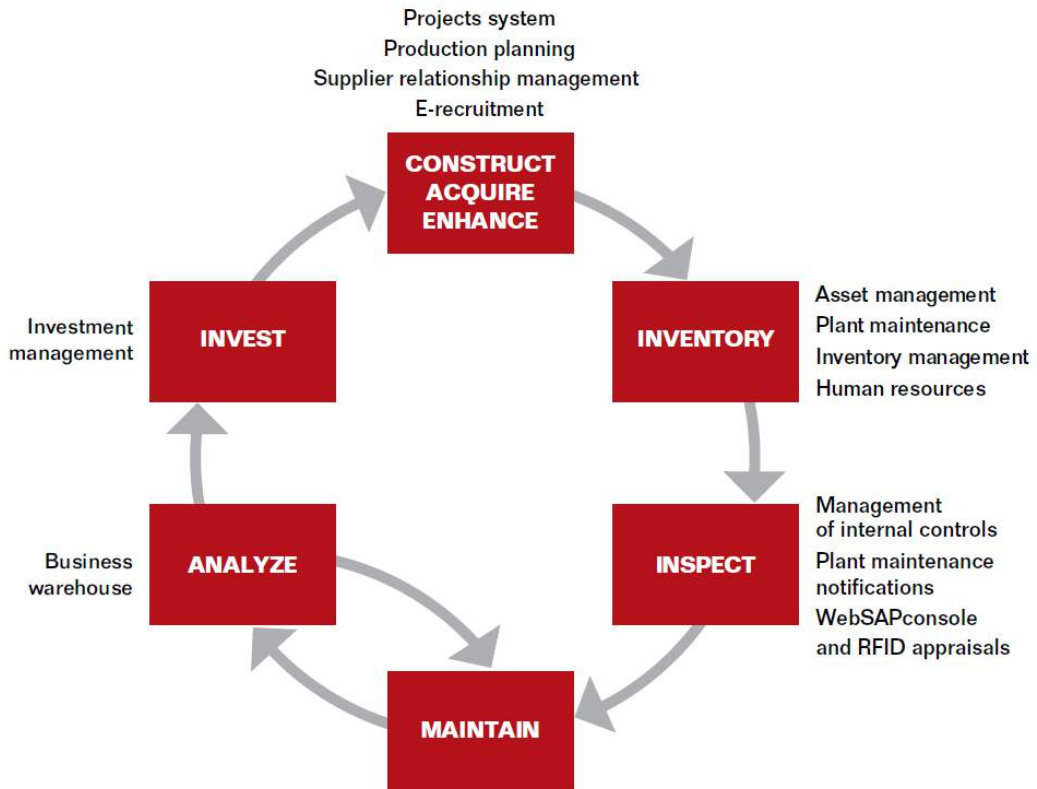 Projects system
Production planning
Supplier relationship management
E-recruitment
CONSTRUCT
ACQUIRE
ENHANCE
Investment
management
INVEST
INVENTORY
Asset management
Plant maintenance
Inventory management
Human resources
Business
warehouse
ANALYZE
INSPECT
Management
of internal controls
Plant maintenance
notifications
WebSAPconsole
and RFID appraisals
MAINTAIN